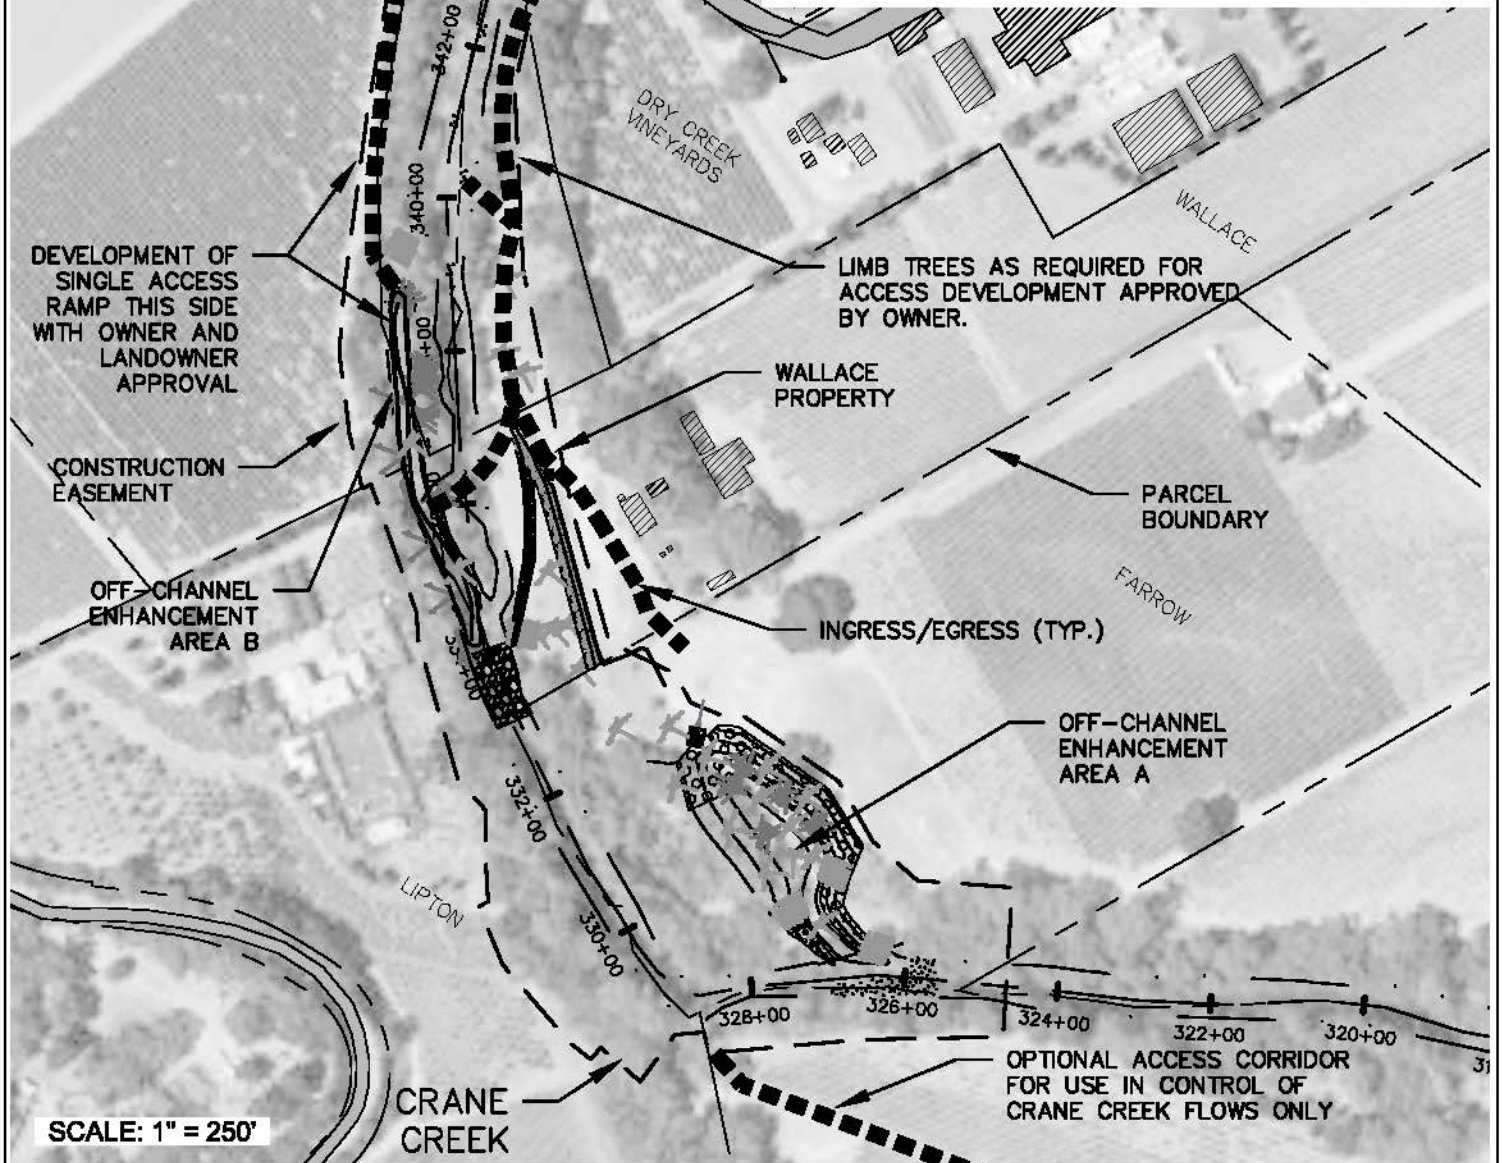 342+00
DRY CREEK
VINEYARDS
340+00
WALLACE
DEVELOPMENT OF
SINGLE ACCESS
RAMP THIS SIDE
WITH OWNER AND
LANDOWNER
APPROVAL
LIMB TREES AS REQUIRED FOR
ACCESS DEVELOPMENT APPROVED
BY OWNER.
+00
WALLACE
PROPERTY
CONSTRUCTION
EASEMENT
PARCEL
BOUNDARY
FARROW
OFF-CHANNEL
ENHANCEMENT
AREA B
INGRESS/EGRESS (TYP.)
OFF-CHANNEL
ENHANCEMENT
AREA A
332+00
LIPTON
330+00
328+00
326+00
324+00
322+00
320+00
OPTIONAL ACCESS CORRIDOR
FOR USE IN CONTROL OF
CRANE CREEK FLOWS ONLY
CRANE
CREEK
SCALE: 1" = 250'